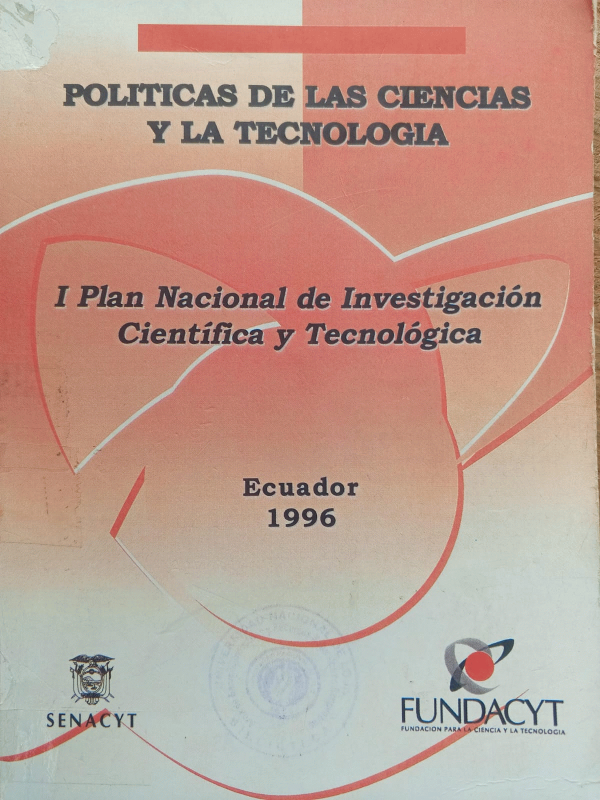 POLITICAS DE LAS CIENCIAS
Y LA TECNOLOGIA
I Plan Nacional de Investigación
Científica y Tecnológica
Ecuador
1996
SENACYT
FUNDACYT
FUNDACION PARA LA CIENCIA Y LA TECNOLOGIA